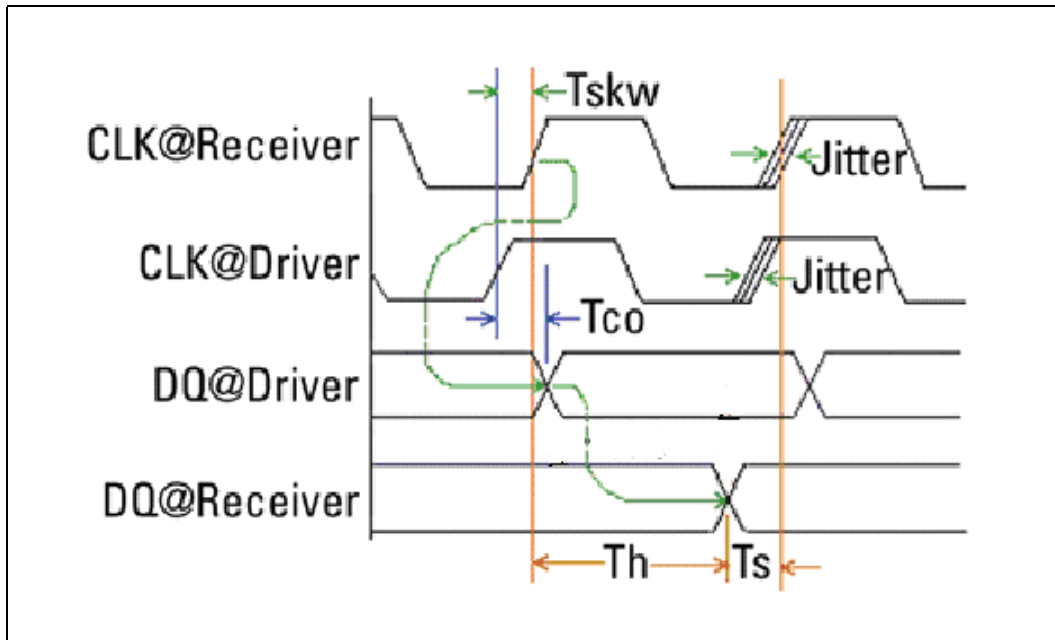 Tskw
CLK@Receiver
Jitter
CLK@Driver
Jitter
Tco
DQ@Driver
DQ@Receiver
Th
Ts